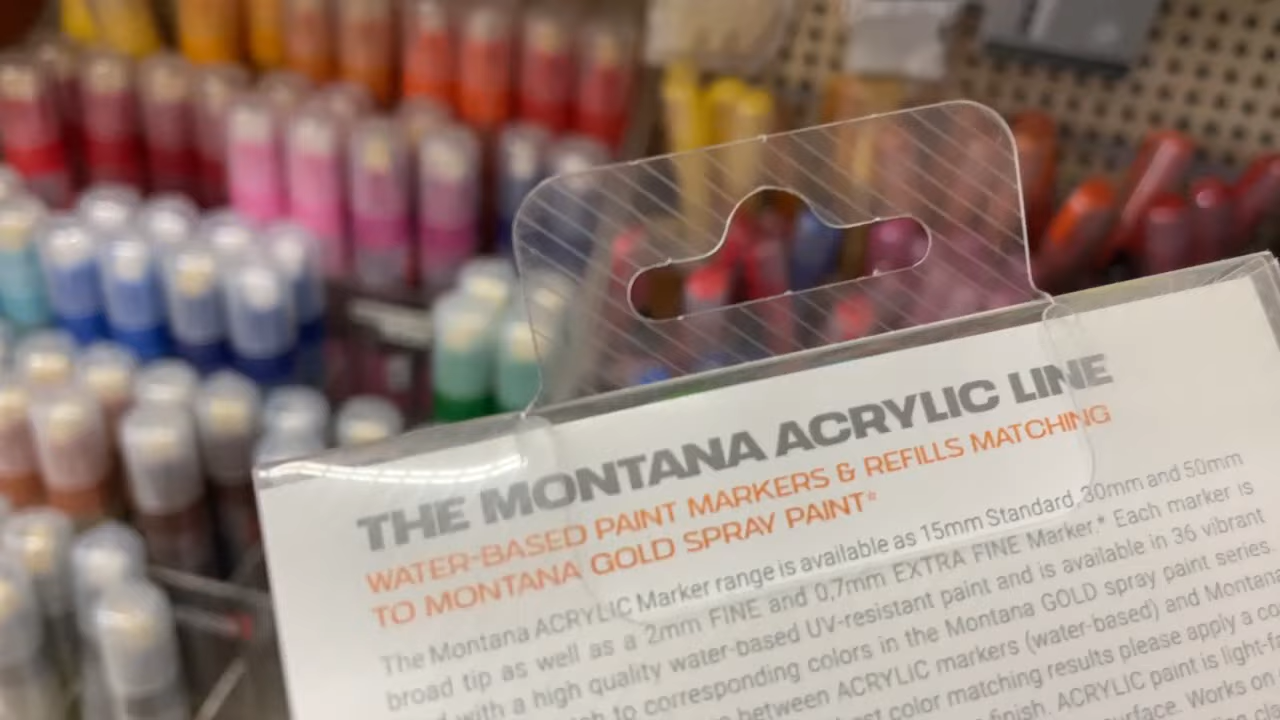 THE MONTANA ACRYLIC LINE
WATER-BASED PAINT MARKERS & REFILLS MATCHING
TO MONTANA GOLD SPRAY PAINT*
The Montana ACRYLIC Marker range is available as 15mm Standard, 30mm and 50mm
broad tip as well as a 2mm FINE and 0,7mm EXTRA FINE Marker.* Each marker is
with a high quality water-based UV-resistant paint and is available in 36 vibrant
to corresponding colors in the Montana GOLD spray paint series.
between ACRYLIC markers (water-based) and Montana
color matching results please apply a co
finish. ACRYLIC paint is light-fa
Works on